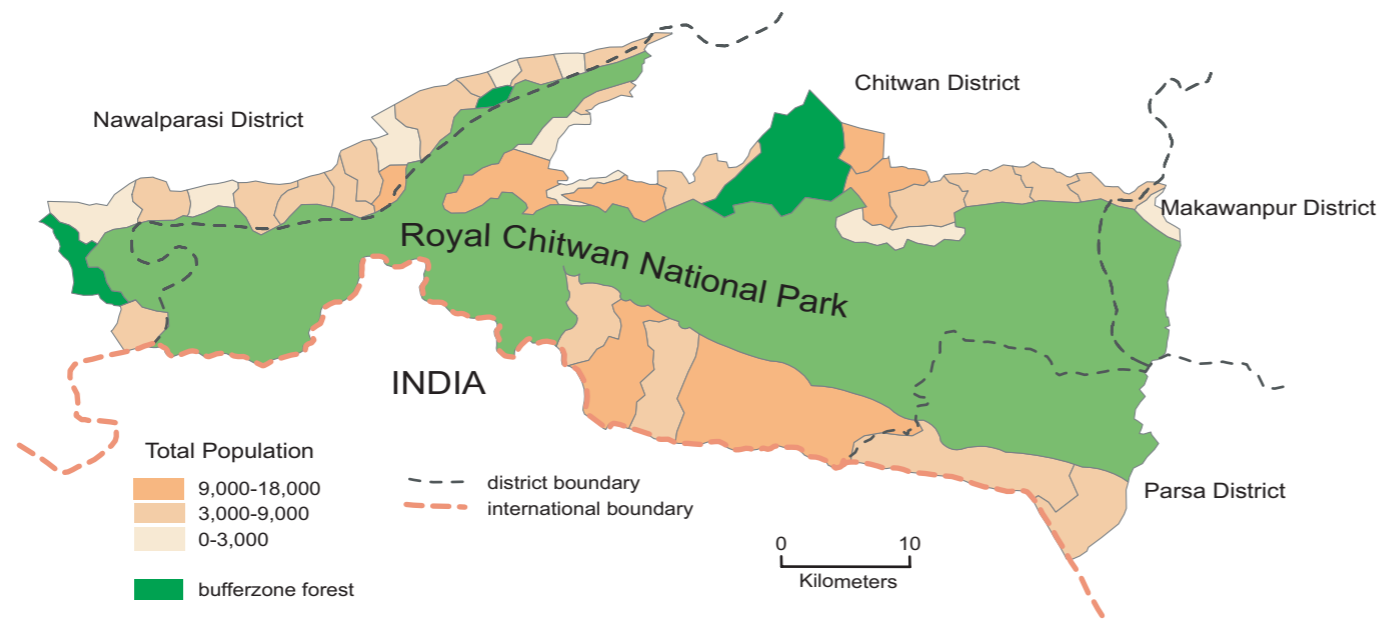 Chitwan District
Nawalparasi District
Makawanpur District
Royal Chitwan National Park
INDIA
Total Population
9,000-18,000
3,000-9,000
0-3,000
bufferzone forest
district boundary
international boundary
Parsa District
0 10
Kilometers